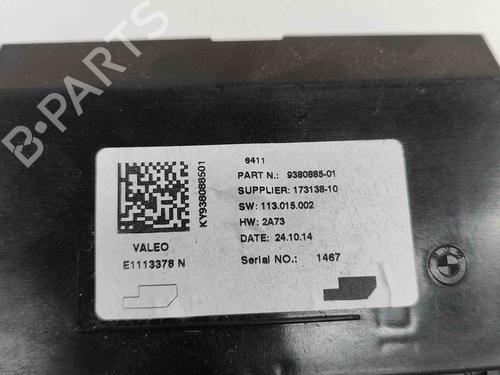 B-PARTS
6411
PART N.: 9380885-01
SUPPLIER: 173138-10
SW: 113.015.002
HW: 2A73
DATE: 24.10.14
Serial NO.: 1467
KY938088501
VALEO
E1113378 N